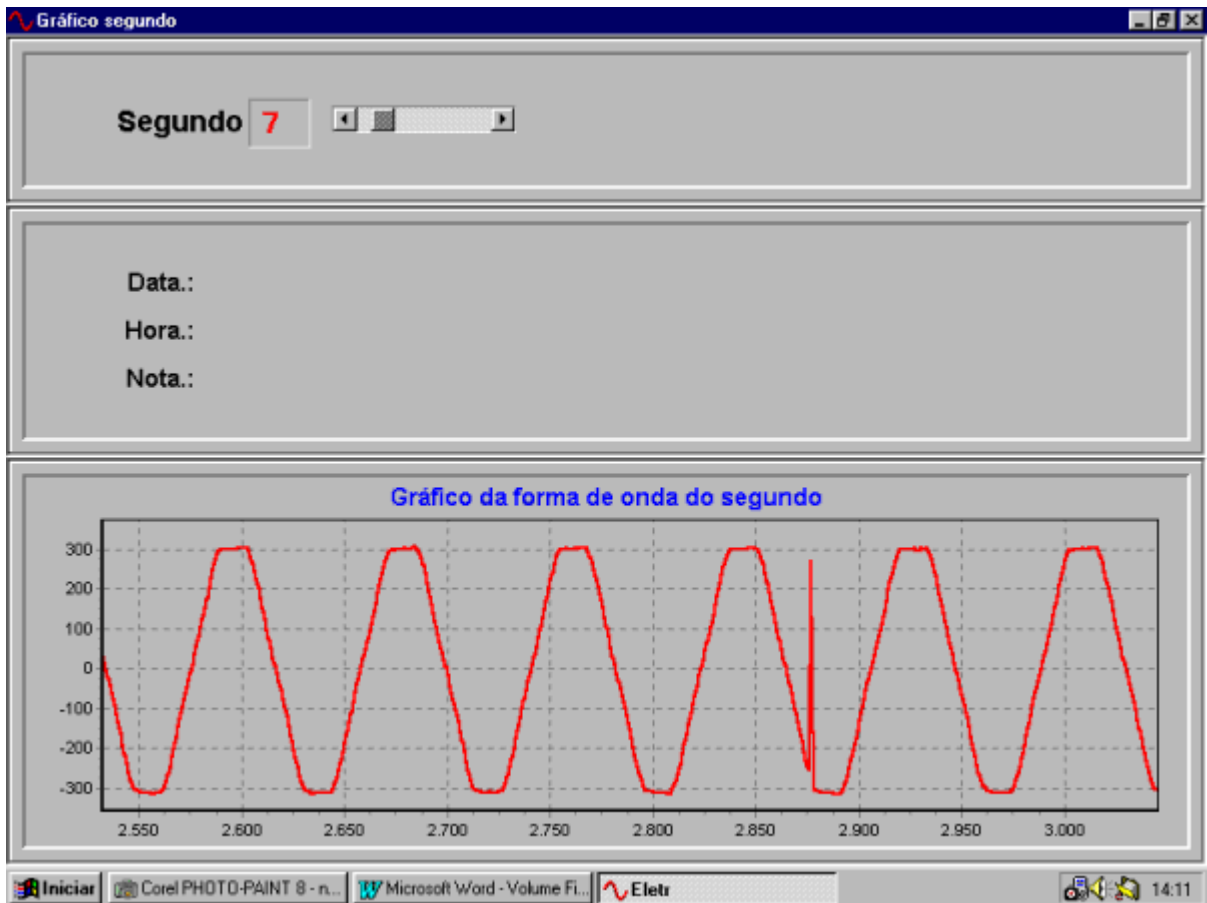 Gráfico segundo
Segundo 7
Data.:
Hora.:
Nota.:
Gráfico da forma de onda do segundo
300
200
100
0
-100
-200
-300
2.550 2.600 2.650 2.700 2.750 2.800 2.850 2.900 2.950 3.000
Iniciar Corel PHOTO-PAINT 8 - n... Microsoft Word - Volume Fi... Eletr 14:11